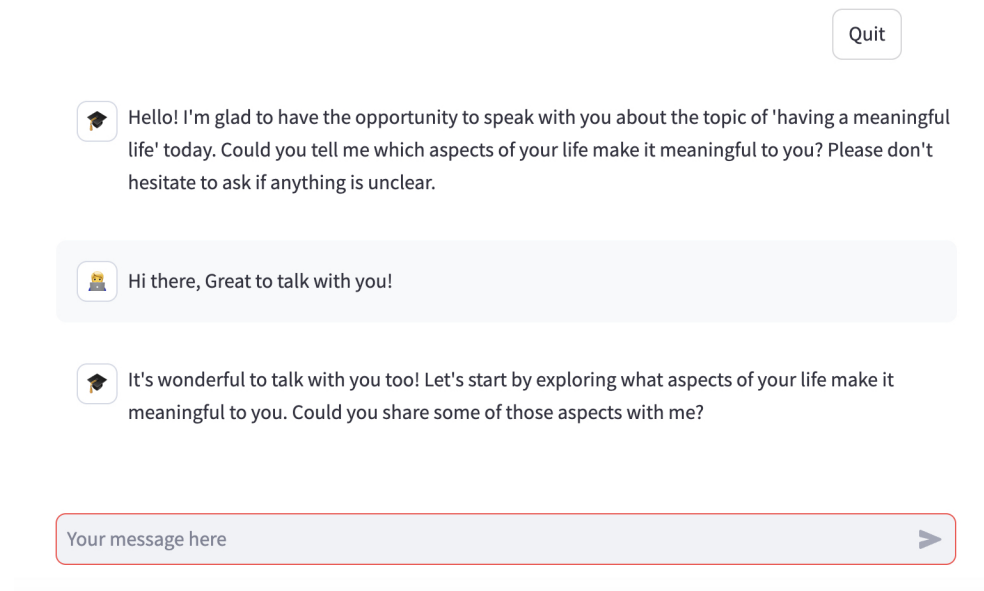 Quit
Hello! I'm glad to have the opportunity to speak with you about the topic of 'having a meaningful
life' today. Could you tell me which aspects of your life make it meaningful to you? Please don't
hesitate to ask if anything is unclear.
Hi there, Great to talk with you!
It's wonderful to talk with you too! Let's start by exploring what aspects of your life make it
meaningful to you. Could you share some of those aspects with me?
Your message here